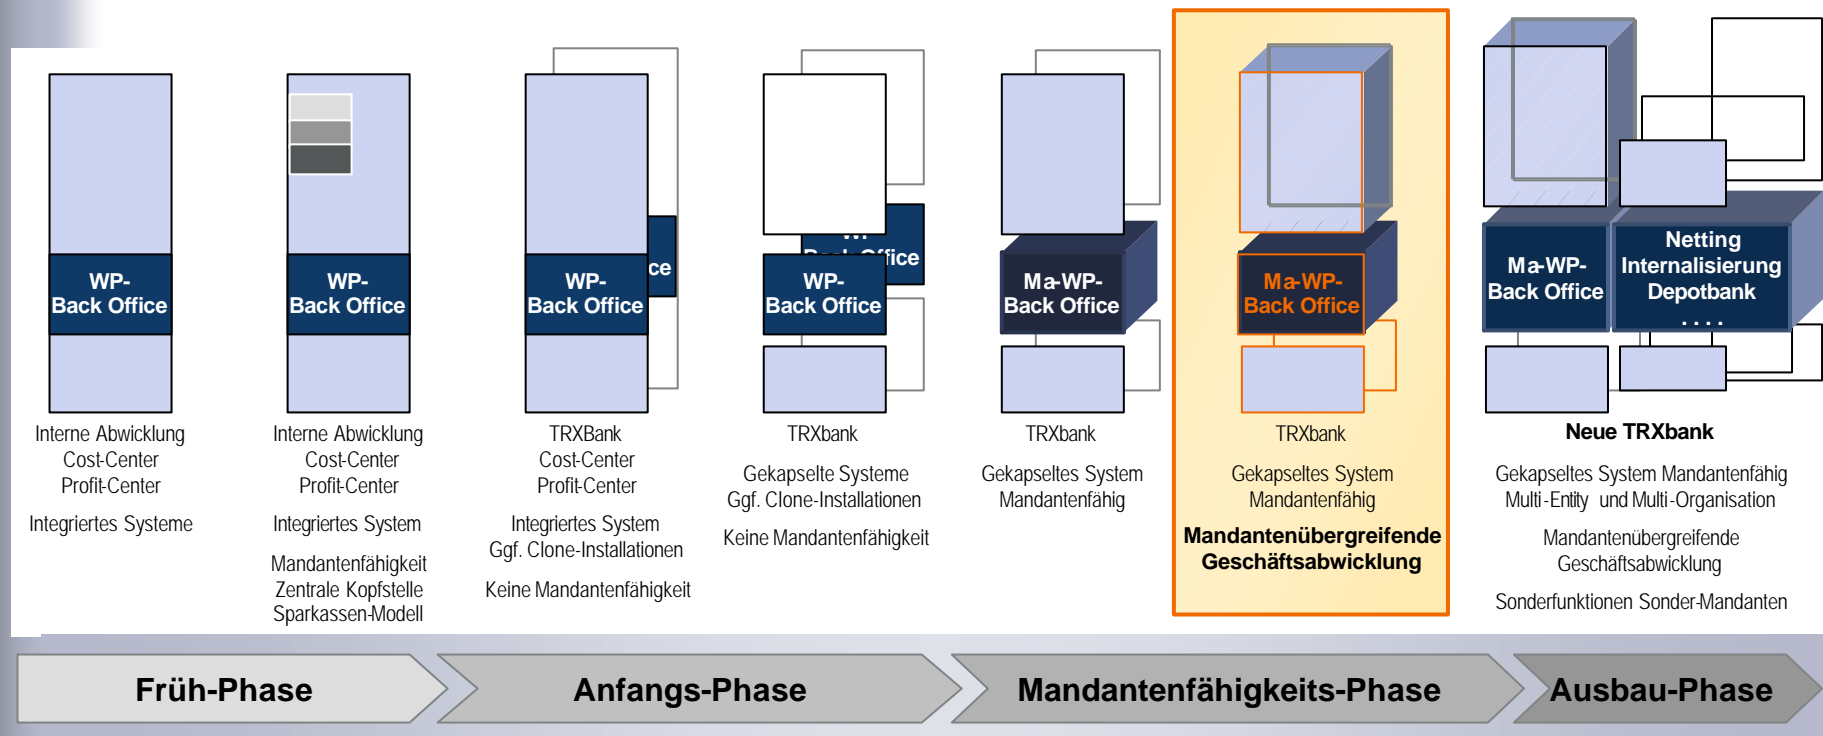 WP-
Back Office
Interne Abwicklung
Cost-Center
Profit-Center
Integriertes Systeme
WP-
Back Office
Interne Abwicklung
Cost-Center
Profit-Center
Integriertes System
Mandantenfähigkeit
Zentrale Kopfstelle
Sparkassen-Modell
ce
WP-
Back Office
TRXBank
Cost-Center
Profit-Center
Integriertes System
Ggf. Clone-Installationen
Keine Mandantenfähigkeit
WP-
Back Office
WP-
Back Office
TRXbank
Gekapselte Systeme
Ggf. Clone-Installationen
Keine Mandantenfähigkeit
Ma-WP-
Back Office
TRXbank
Gekapseltes System
Mandantenfähig
Ma-WP-
Back Office
TRXbank
Gekapseltes System
Mandantenfähig
Mandantenübergreifende
Geschäftsabwicklung
Ma-WP-
Back Office
Netting
Internalisierung
Depotbank
. . . .
Neue TRXbank
Gekapseltes System Mandantenfähig
Multi-Entity und Multi-Organisation
Mandantenübergreifende
Geschäftsabwicklung
Sonderfunktionen Sonder-Mandanten
Früh-Phase
Anfangs-Phase
Mandantenfähigkeits-Phase
Ausbau-Phase